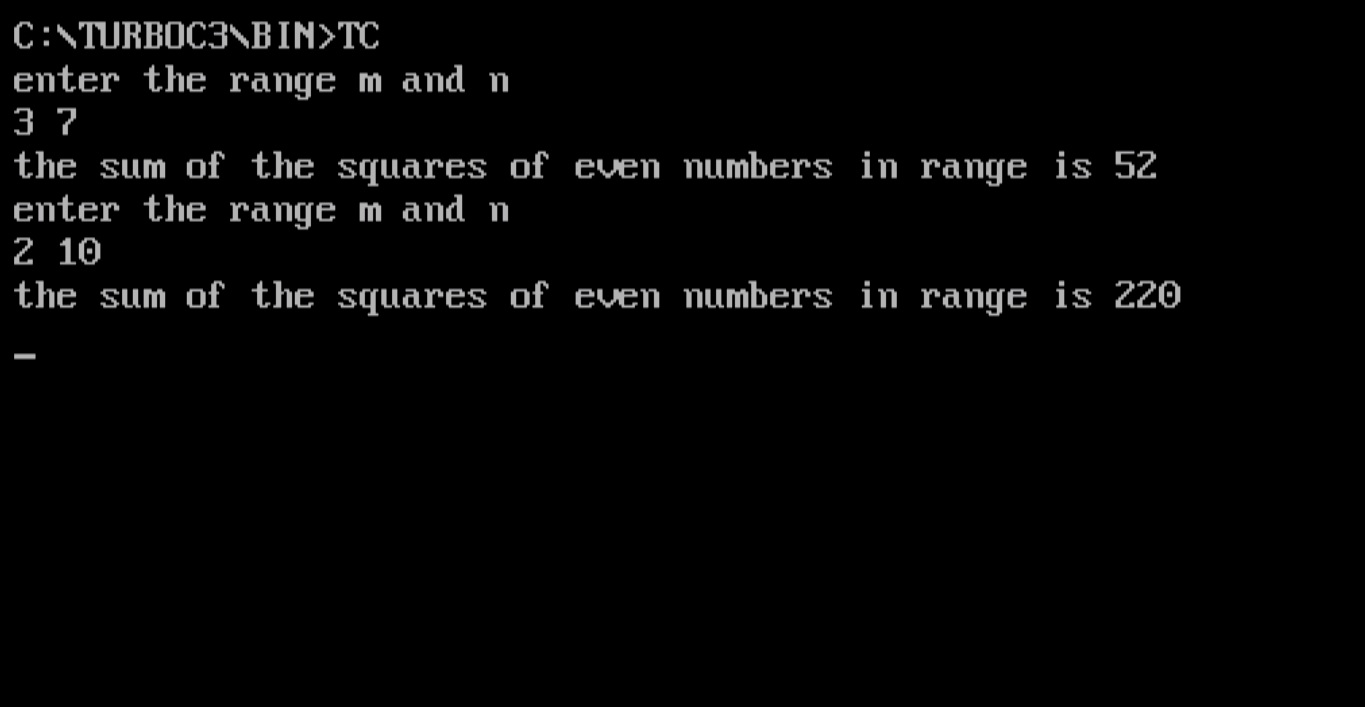 C:\TURBOC3\BIN>TC
enter the range m and n
3 7
the sum of the squares of even numbers in range is 52
enter the range m and n
2 10
the sum of the squares of even numbers in range is 220
_